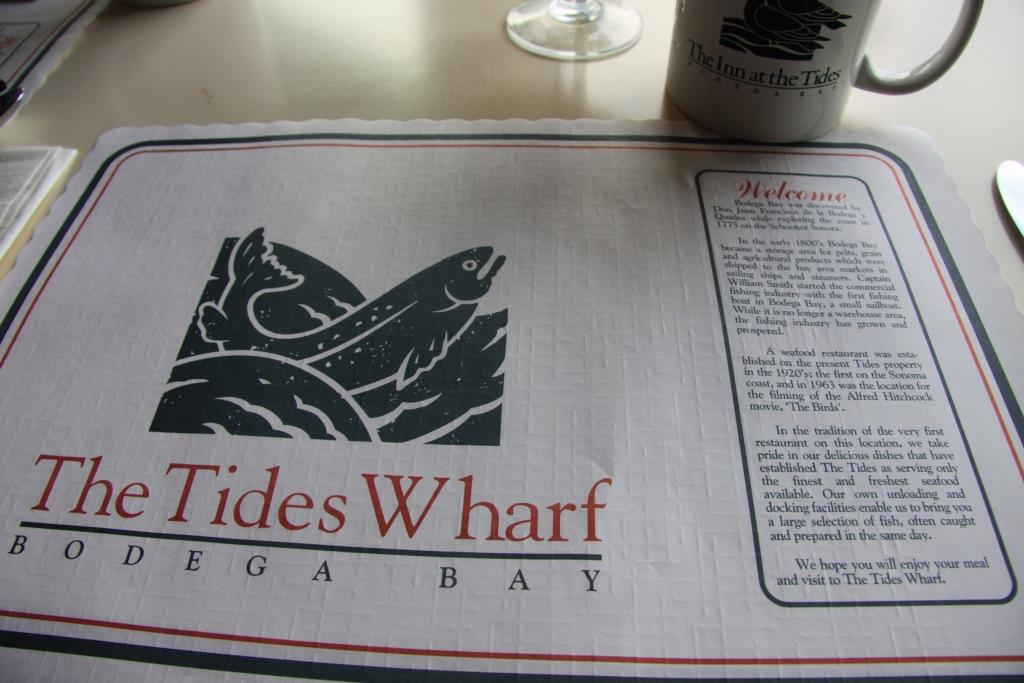 The Inn at the Tides
BODEGA BAY
Welcome
Bodega Bay was discovered by
Don Juan Francisco de la Bodega y
Quadra while exploring the coast in
1775 on the Schooner Sonora.
In the early 1800's Bodega Bay
became a storage area for pelts, grain
and agricultural products which were
shipped to the bay area markets in
sailing ships and steamers. Captain
William Smith started the commercial
fishing industry with the first fishing
boat in Bodega Bay, a small sailboat.
While it is no longer a warehouse area,
the fishing industry has grown and
prospered.
A seafood restaurant was esta-
blished on the present Tides property
in the 1920's; the first on the Sonoma
coast, and in 1963 was the location for
the filming of the Alfred Hitchcock
movie, 'The Birds'.
In the tradition of the very first
restaurant on this location, we take
pride in our delicious dishes that have
established The Tides as serving only
the finest and freshest seafood
available. Our own unloading and
docking facilities enable us to bring you
a large selection of fish, often caught
and prepared in the same day.
We hope you will enjoy your meal
and visit to The Tides Wharf.
The Tides Wharf
BODEGA BAY